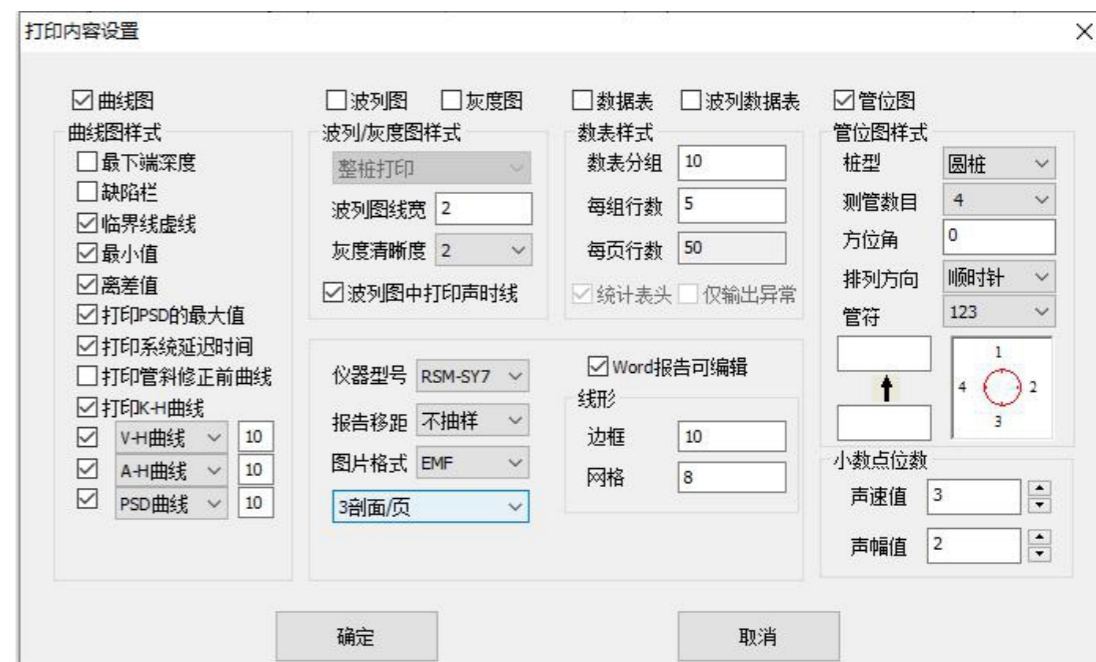 打印内容设置
曲线图
波列图 灰度图
数据表 波列数据表
管位图
曲线图样式
最下端深度
缺陷栏
临界线虚线
最小值
离差值
打印PSD的最大值
打印系统延迟时间
打印管斜修正前曲线
打印K-H曲线
V-H曲线 10
A-H曲线 10
PSD曲线 10
波列/灰度图样式
整桩打印
波列图线宽 2
灰度清晰度 2
波列图中打印声时线
数表样式
数表分组 10
每组行数 5
每页行数 50
统计表头 仅输出异常
管位图样式
桩型 圆桩
测管数目 4
方位角 0
排列方向 顺时针
管符 123
1
4 2
3
仪器型号 RSM-SY7
报告移距 不抽样
图片格式 EMF
3剖面/页
Word报告可编辑
线形
边框 10
网格 8
小数点位数
声速值 3
声幅值 2
确定 取消